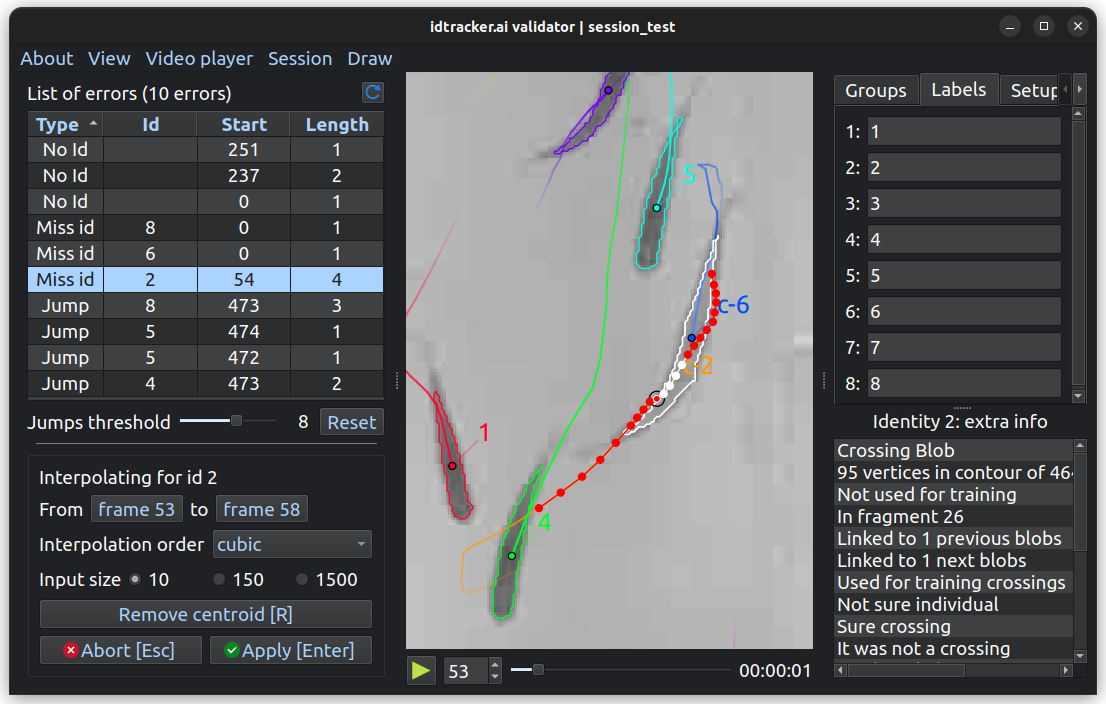 idtracker.ai validator | session_test
About View Video player Session Draw
List of errors (10 errors)
Type Id Start Length
No Id 251 1
No Id 237 2
No Id 0 1
Miss id 8 0 1
Miss id 6 0 1
Miss id 2 54 4
Jump 8 473 3
Jump 5 474 1
Jump 5 472 1
Jump 4 473 2
Jumps threshold 8 Reset
Interpolating for id 2
From frame 53 to frame 58
Interpolation order cubic
Input size 10 150 1500
Remove centroid [R]
Abort [Esc] Apply [Enter]
5
c-6
c-2
1
4
53 00:00:01
Groups Labels Setup
1: 1
2: 2
3: 3
4: 4
5: 5
6: 6
7: 7
8: 8
Identity 2: extra info
Crossing Blob
95 vertices in contour of 464
Not used for training
In fragment 26
Linked to 1 previous blobs
Linked to 1 next blobs
Used for training crossings
Not sure individual
Sure crossing
It was not a crossing